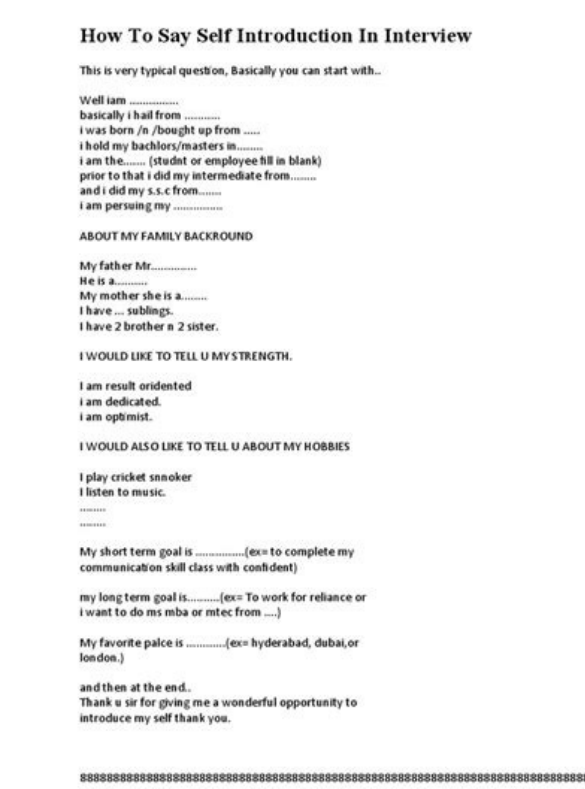 How To Say Self Introduction In Interview
This is very typical question, Basically you can start with..
Well iam ...............
basically i hail from ...........
i was born /n /bought up from .....
i hold my bachlors/masters in........
i am the....... (studnt or employee fill in blank)
prior to that i did my intermediate from........
and i did my s.s.c from.......
i am persuing my ...............
ABOUT MY FAMILY BACKROUND
My father Mr..............
He is a..........
My mother she is a........
I have ... sublings.
I have 2 brother n 2 sister.
I WOULD LIKE TO TELL U MY STRENGTH.
I am result oridented
i am dedicated.
i am optimist.
I WOULD ALSO LIKE TO TELL U ABOUT MY HOBBIES
I play cricket snnoker
I listen to music.
........
........
My short term goal is ...............(ex= to complete my
communication skill class with confident)
my long term goal is..........(ex= To work for reliance or
i want to do ms mba or mtec from ....)
My favorite palce is ............(ex= hyderabad, dubai,or
london.)
and then at the end..
Thank u sir for giving me a wonderful opportunity to
introduce my self thank you.
88888888888888888888888888888888888888888888888888888888888888888888888888888888